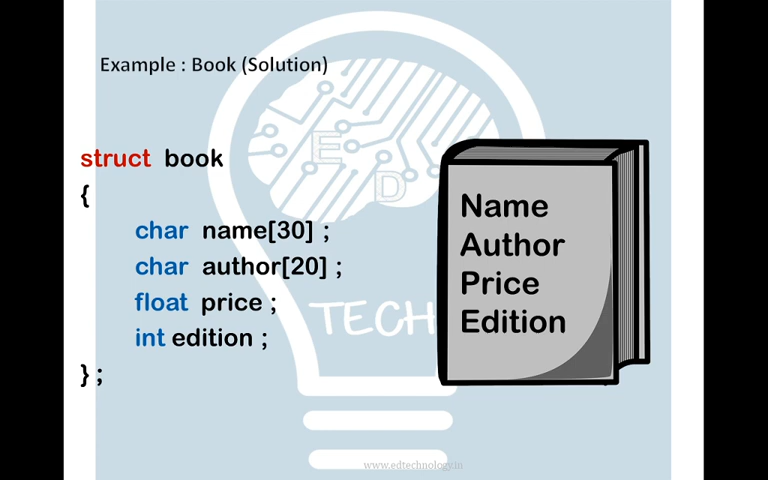 Example : Book (Solution)
struct book
{
char name[30] ;
char author[20] ;
float price ;
int edition ;
} ;
Name
Author
Price
Edition
E
D
TECH
www.edtechnology.in